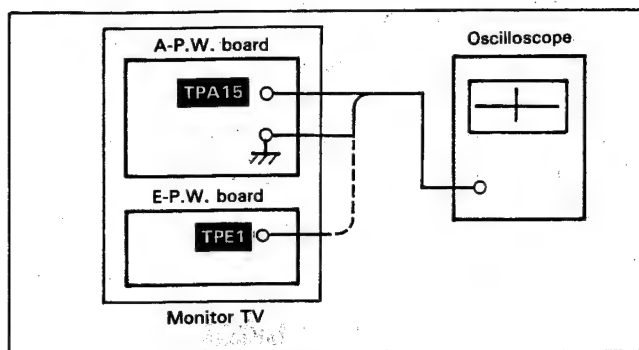 A-P.W. board
Oscilloscope
TPA15
E-P.W. board
TPE1
Monitor TV